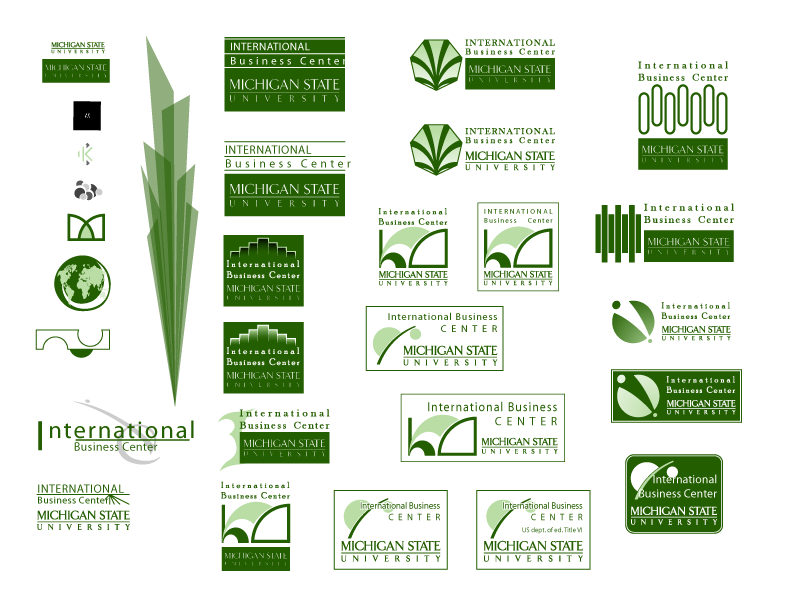 MICHIGAN STATE
UNIVERSITY
MICHIGAN STATE
UNIVERSITY
K
International
Business Center
INTERNATIONAL
Business Center
MICHIGAN STATE
UNIVERSITY
INTERNATIONAL
Business Center
MICHIGAN STATE
UNIVERSITY
INTERNATIONAL
Business Center
MICHIGAN STATE
UNIVERSITY
International
Business Center
MICHIGAN STATE
UNIVERSITY
International
Business Center
MICHIGAN STATE
UNIVERSITY
International
Business Center
MICHIGAN STATE
UNIVERSITY
International
Business Center
MICHIGAN STATE
UNIVERSITY
INTERNATIONAL
Business Center
MICHIGAN STATE
UNIVERSITY
INTERNATIONAL
Business Center
MICHIGAN STATE
UNIVERSITY
International
Business Center
MICHIGAN STATE
UNIVERSITY
INTERNATIONAL
Business Center
MICHIGAN STATE
UNIVERSITY
International Business
CENTER
MICHIGAN STATE
UNIVERSITY
International Business
CENTER
MICHIGAN STATE
UNIVERSITY
International Business
CENTER
MICHIGAN STATE
UNIVERSITY
International Business
CENTER
US dept. of ed. Title VI
MICHIGAN STATE
UNIVERSITY
International
Business Center
MICHIGAN STATE
UNIVERSITY
International
Business Center
MICHIGAN STATE
UNIVERSITY
International
Business Center
MICHIGAN STATE
UNIVERSITY
International
Business Center
MICHIGAN STATE
UNIVERSITY
International
Business Center
MICHIGAN STATE
UNIVERSITY